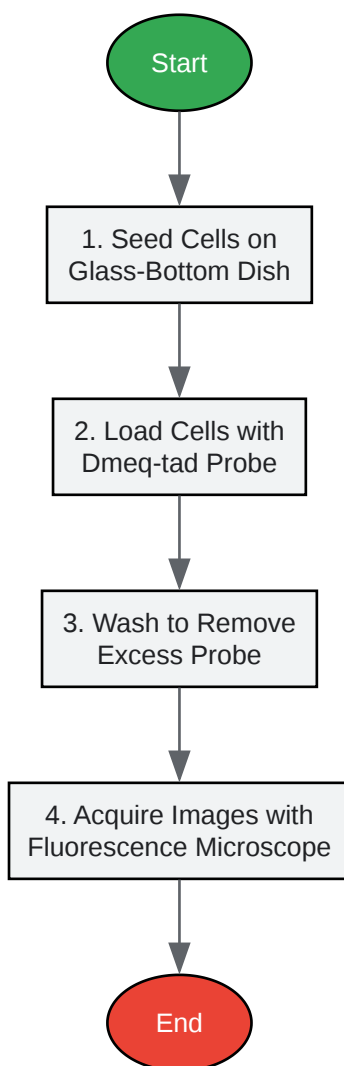 Start
1. Seed Cells on
Glass-Bottom Dish
2. Load Cells with
Dmeq-tad Probe
3. Wash to Remove
Excess Probe
4. Acquire Images with
Fluorescence Microscope
End